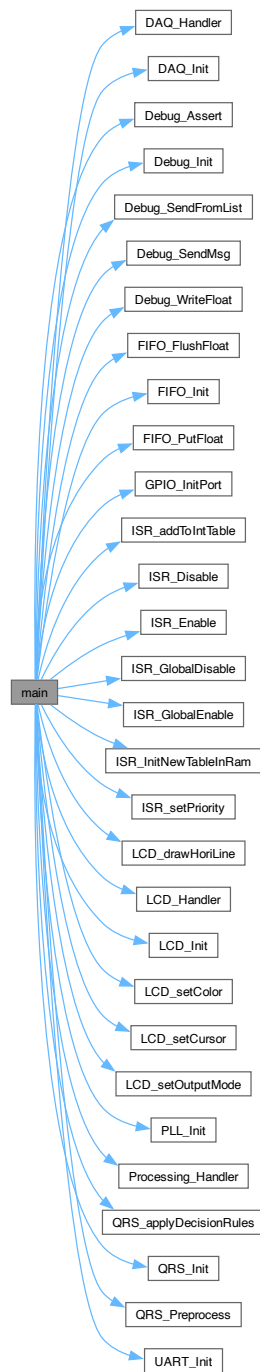 DAQ_Handler
DAQ_Init
Debug_Assert
Debug_Init
Debug_SendFromList
Debug_SendMsg
Debug_WriteFloat
FIFO_FlushFloat
FIFO_Init
FIFO_PutFloat
GPIO_InitPort
ISR_addToIntTable
ISR_Disable
ISR_Enable
ISR_GlobalDisable
main
ISR_GlobalEnable
ISR_InitNewTableInRam
ISR_setPriority
LCD_drawHoriLine
LCD_Handler
LCD_Init
LCD_setColor
LCD_setCursor
LCD_setOutputMode
PLL_Init
Processing_Handler
QRS_applyDecisionRules
QRS_Init
QRS_Preprocess
UART_Init